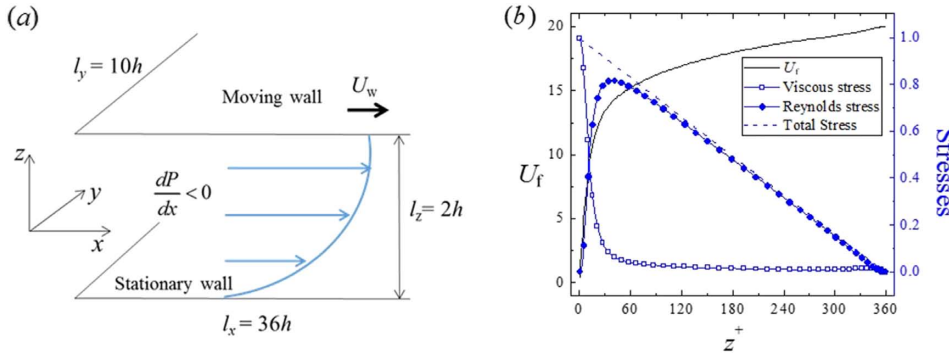 (a)
l_y = 10h
Moving wall
U_w
z
y
x
dP/dx < 0
l_z = 2h
Stationary wall
l_x = 36h
(b)
20
15
10
5
0
U_f
U_f
Viscous stress
Reynolds stress
Total Stress
1.0
0.8
0.6
0.4
0.2
0.0
Stresses
0 60 120 180 240 300 360
z^+